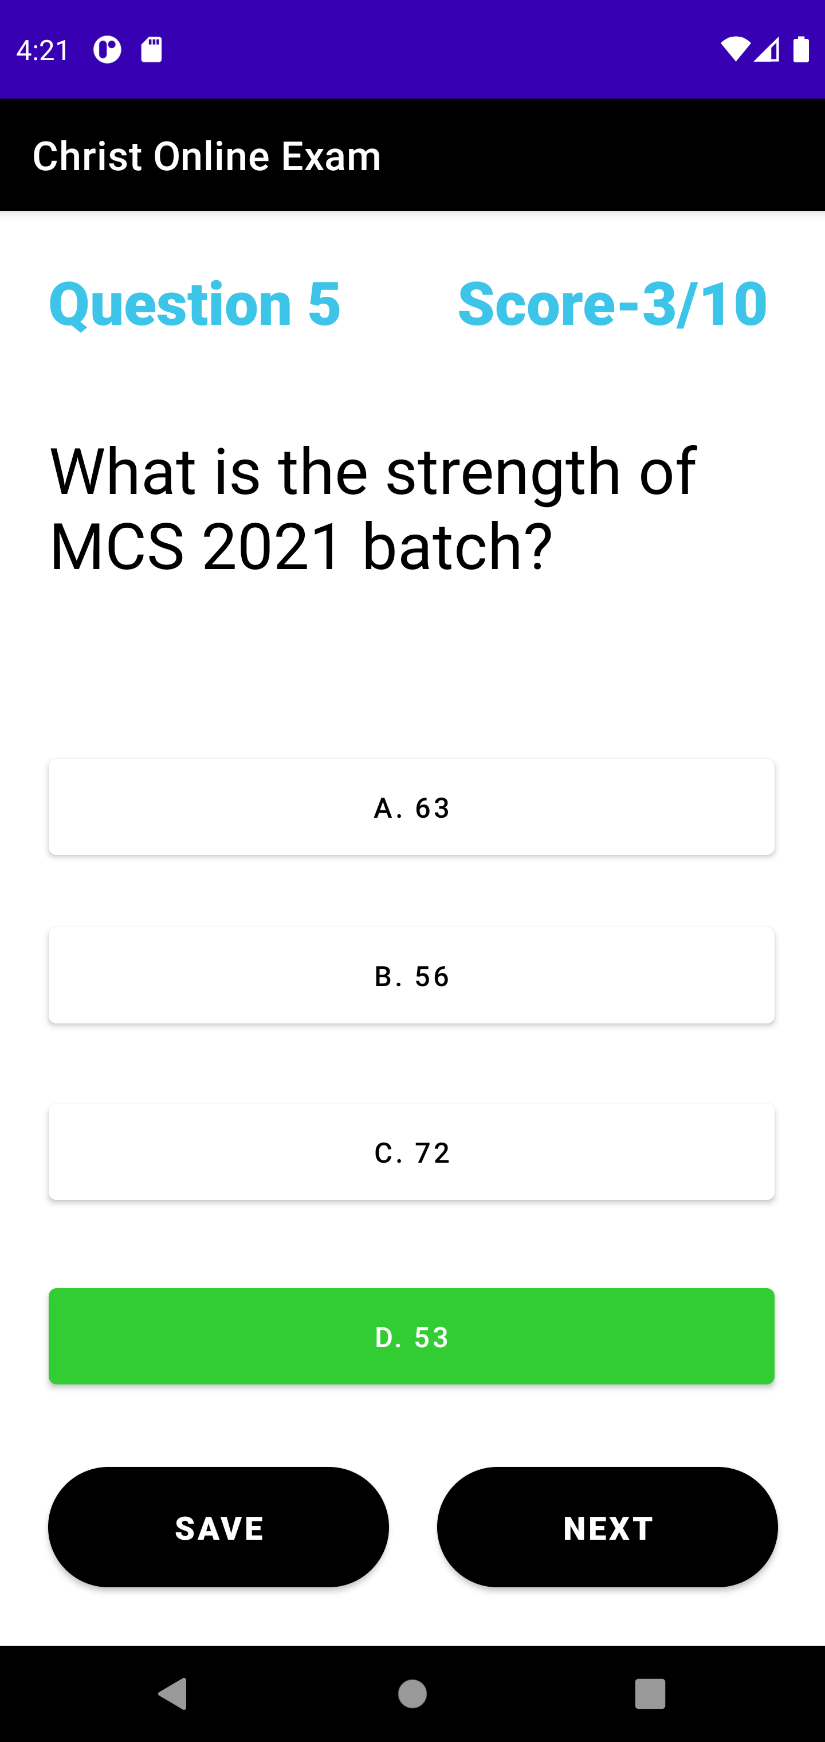 4:21
Christ Online Exam
Question 5 Score-3/10
What is the strength of
MCS 2021 batch?
A. 63
B. 56
C. 72
D. 53
SAVE NEXT